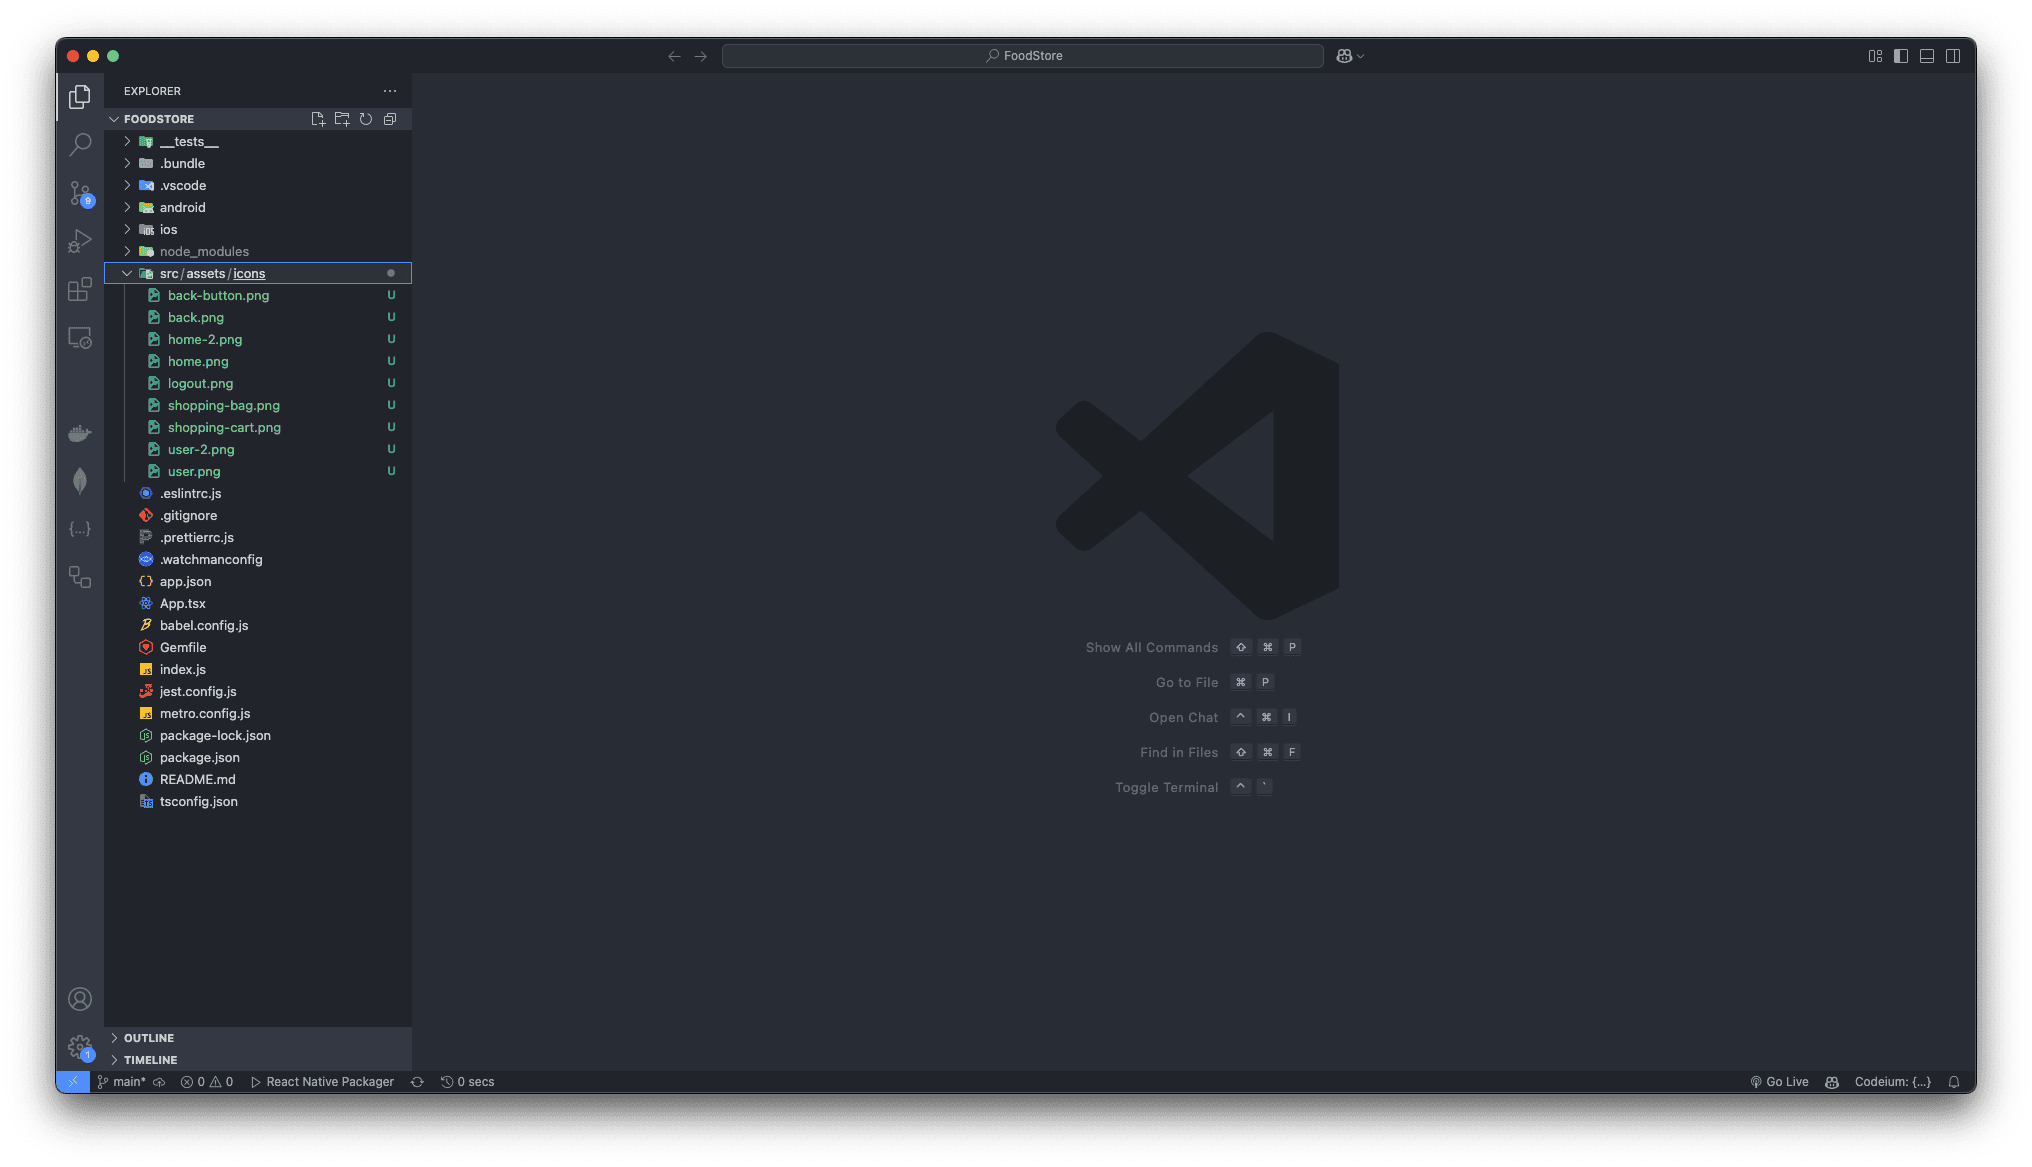 FoodStore
EXPLORER
FOODSTORE
__tests__
.bundle
.vscode
android
ios
node_modules
src/assets/icons
back-button.png U
back.png U
home-2.png U
home.png U
logout.png U
shopping-bag.png U
shopping-cart.png U
user-2.png U
user.png U
.eslintrc.js
.gitignore
.prettierrc.js
.watchmanconfig
app.json
App.tsx
babel.config.js
Gemfile
index.js
jest.config.js
metro.config.js
package-lock.json
package.json
README.md
tsconfig.json
OUTLINE
TIMELINE
Show All Commands ⇧ ⌘ P
Go to File ⌘ P
Open Chat ^ ⌘ I
Find in Files ⇧ ⌘ F
Toggle Terminal ^ `
1
main* 0 0 React Native Packager 0 secs Go Live Codeium: {...}